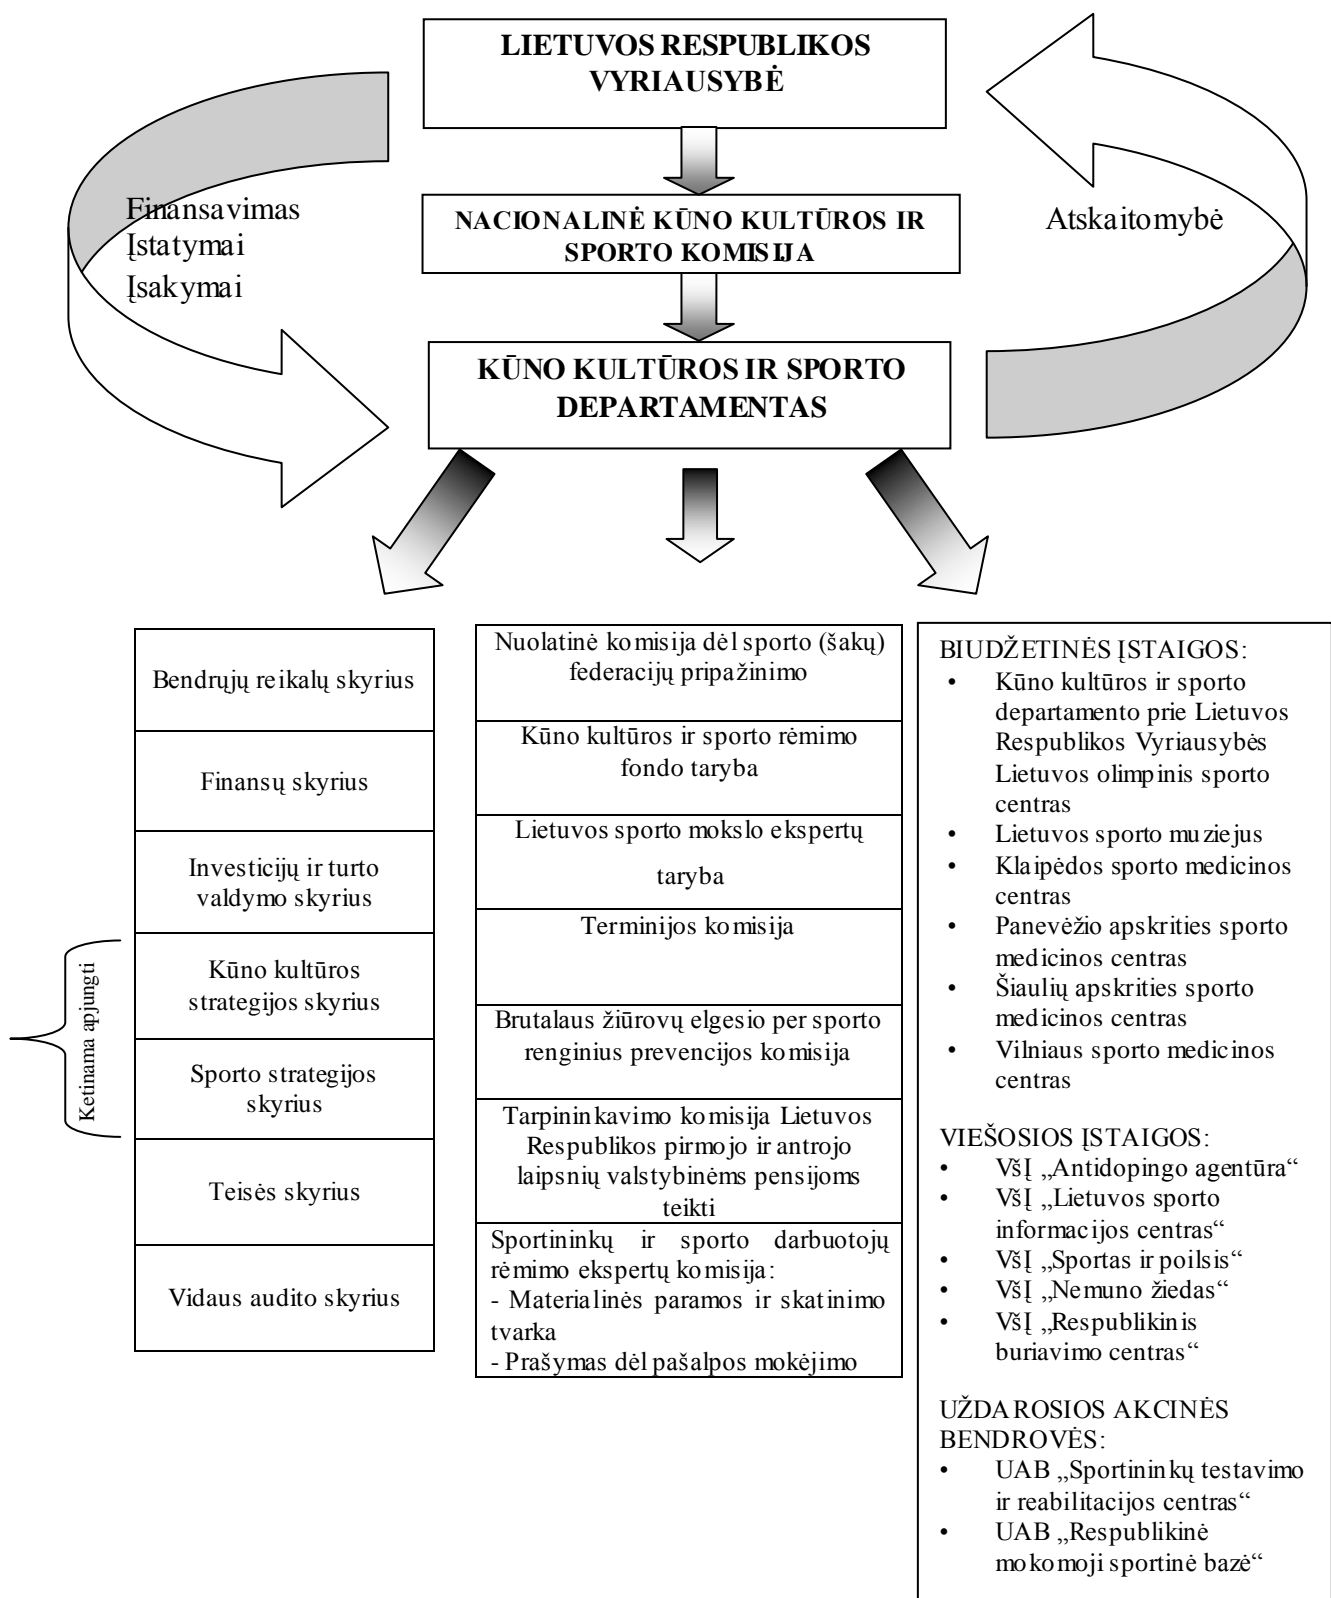 LIETUVOS RESPUBLIKOS
VYRIAUSYBĖ
Finansavimas
Įstatymai
Įsakymai
NACIONALINĖ KŪNO KULTŪROS IR
SPORTO KOMISIJA
Atskaitomybė
KŪNO KULTŪROS IR SPORTO
DEPARTAMENTAS
Ketinama apjungti
Bendrųjų reikalų skyrius
Finansų skyrius
Investicijų ir turto
valdymo skyrius
Kūno kultūros
strategijos skyrius
Sporto strategijos
skyrius
Teisės skyrius
Vidaus audito skyrius
Nuolatinė komisija dėl sporto (šakų)
federacijų pripažinimo
Kūno kultūros ir sporto rėmimo
fondo taryba
Lietuvos sporto mokslo ekspertų
taryba
Terminijos komisija
Brutalaus žiūrovų elgesio per sporto
renginius prevencijos komisija
Tarpininkavimo komisija Lietuvos
Respublikos pirmojo ir antrojo
laipsnių valstybinėms pensijoms
teikti
Sportininkų ir sporto darbuotojų
rėmimo ekspertų komisija:
- Materialinės paramos ir skatinimo
tvarka
- Prašymas dėl pašalpos mokėjimo
BIUDŽETINĖS ĮSTAIGOS:
• Kūno kultūros ir sporto
departamento prie Lietuvos
Respublikos Vyriausybės
Lietuvos olimpinis sporto
centras
• Lietuvos sporto muziejus
• Klaipėdos sporto medicinos
centras
• Panevėžio apskrities sporto
medicinos centras
• Šiaulių apskrities sporto
medicinos centras
• Vilniaus sporto medicinos
centras
VIEŠOSIOS ĮSTAIGOS:
• VšĮ „Antidopingo agentūra“
• VšĮ „Lietuvos sporto
informacijos centras“
• VšĮ „Sportas ir poilsis“
• VšĮ „Nemuno žiedas“
• VšĮ „Respublikinis
buriavimo centras“
UŽDAROSIOS AKCINĖS
BENDROVĖS:
• UAB „Sportininkų testavimo
ir reabilitacijos centras“
• UAB „Respublikinė
mokomoji sportinė bazė“